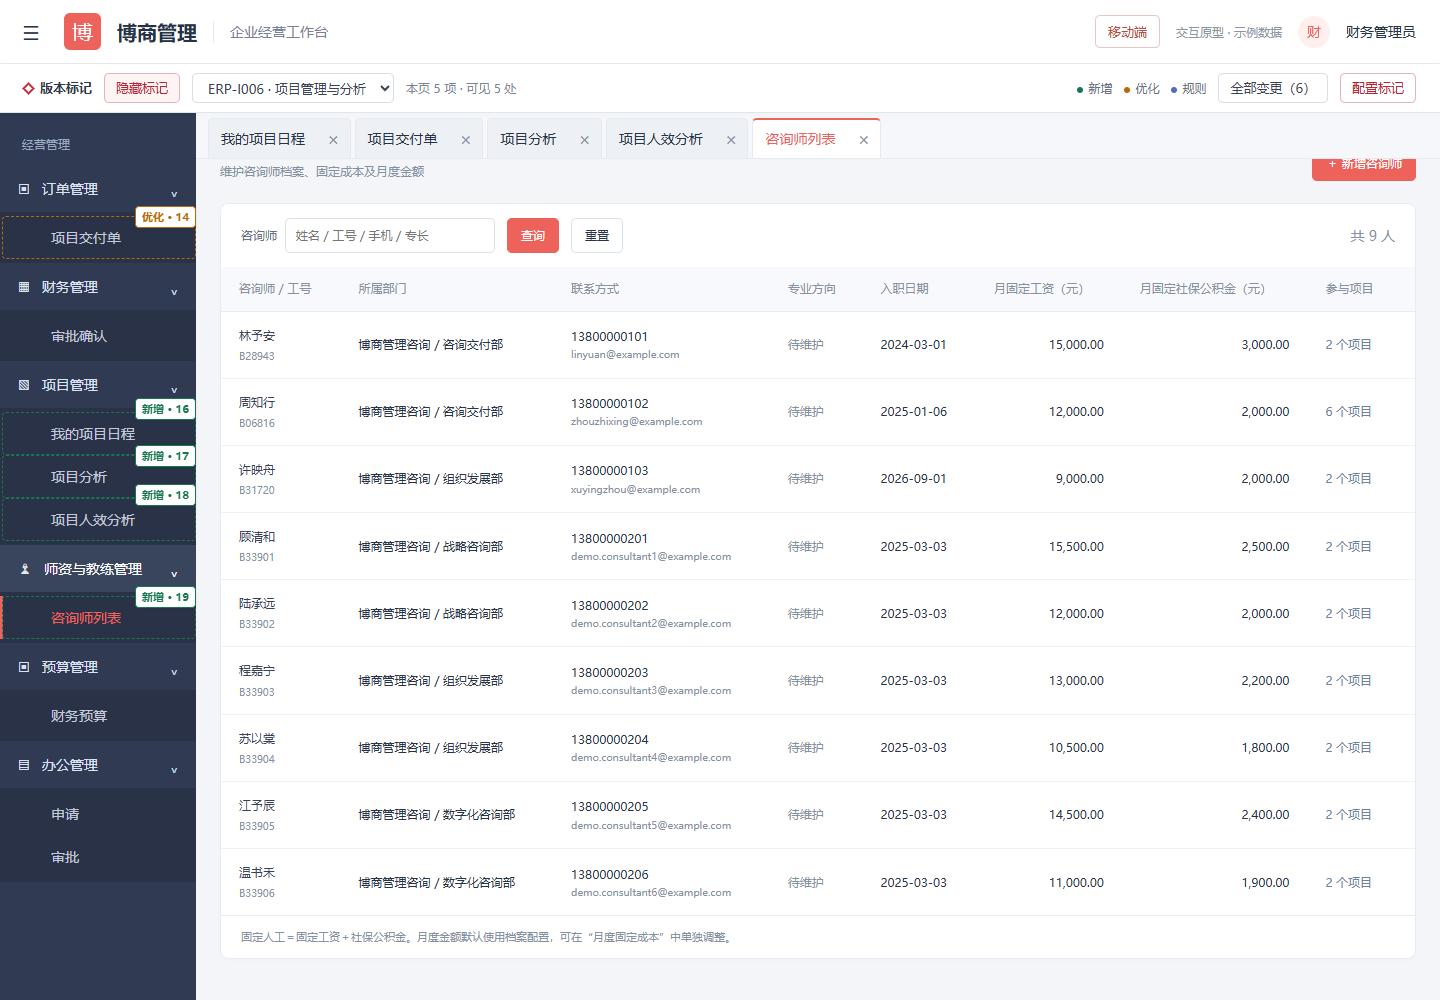 ☰ 博 博商管理 企业经营工作台 移动端 交互原型 · 示例数据 财 财务管理员
版本标记 隐藏标记 ERP-I006 · 项目管理与分析 本页 5 项 · 可见 5 处 新增 优化 规则 全部变更（6） 配置标记
经营管理
订单管理
优化 • 14
项目交付单
财务管理
审批确认
项目管理
新增 • 16
我的项目日程
新增 • 17
项目分析
新增 • 18
项目人效分析
师资与教练管理
新增 • 19
咨询师列表
预算管理
财务预算
办公管理
申请
审批
我的项目日程 × 项目交付单 × 项目分析 × 项目人效分析 × 咨询师列表 ×
维护咨询师档案、固定成本及月度金额 + 新增咨询师
咨询师 姓名 / 工号 / 手机 / 专长 查询 重置 共 9 人
咨询师 / 工号 所属部门 联系方式 专业方向 入职日期 月固定工资（元） 月固定社保公积金（元） 参与项目
林予安 13800000101
博商管理咨询 / 咨询交付部 待维护 2024-03-01 15,000.00 3,000.00 2 个项目
B28943 linyuan@example.com
周知行 13800000102
博商管理咨询 / 咨询交付部 待维护 2025-01-06 12,000.00 2,000.00 6 个项目
B06816 zhouzhixing@example.com
许映舟 13800000103
博商管理咨询 / 组织发展部 待维护 2026-09-01 9,000.00 2,000.00 2 个项目
B31720 xuyingzhou@example.com
顾清和 13800000201
博商管理咨询 / 战略咨询部 待维护 2025-03-03 15,500.00 2,500.00 2 个项目
B33901 demo.consultant1@example.com
陆承远 13800000202
博商管理咨询 / 战略咨询部 待维护 2025-03-03 12,000.00 2,000.00 2 个项目
B33902 demo.consultant2@example.com
程嘉宁 13800000203
博商管理咨询 / 组织发展部 待维护 2025-03-03 13,000.00 2,200.00 2 个项目
B33903 demo.consultant3@example.com
苏以棠 13800000204
博商管理咨询 / 组织发展部 待维护 2025-03-03 10,500.00 1,800.00 2 个项目
B33904 demo.consultant4@example.com
江予辰 13800000205
博商管理咨询 / 数字化咨询部 待维护 2025-03-03 14,500.00 2,400.00 2 个项目
B33905 demo.consultant5@example.com
温书禾 13800000206
博商管理咨询 / 数字化咨询部 待维护 2025-03-03 11,000.00 1,900.00 2 个项目
B33906 demo.consultant6@example.com
固定人工＝固定工资＋社保公积金。月度金额默认使用档案配置，可在“月度固定成本”中单独调整。